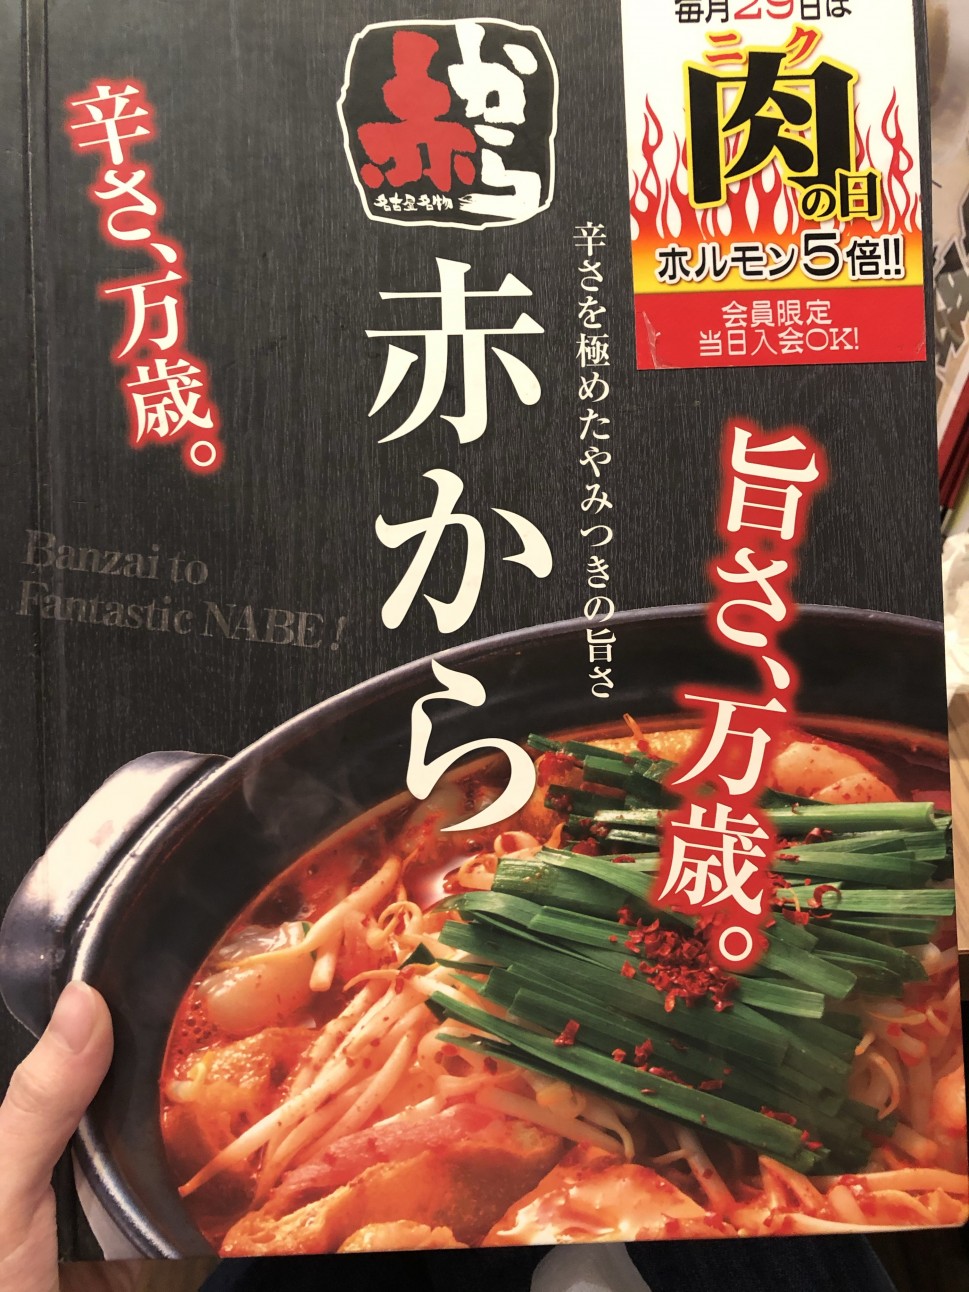 赤から
名古屋名物
毎月29日は
ニク
肉の日
ホルモン5倍!!
会員限定
当日入会OK!
旨さ、万歳。
辛さを極めたやみつきの旨さ
赤から
辛さ、万歳。
Banzai to
Fantastic NABE!